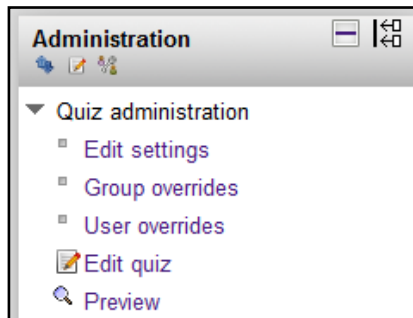 Administration
Quiz administration
Edit settings
Group overrides
User overrides
Edit quiz
Preview